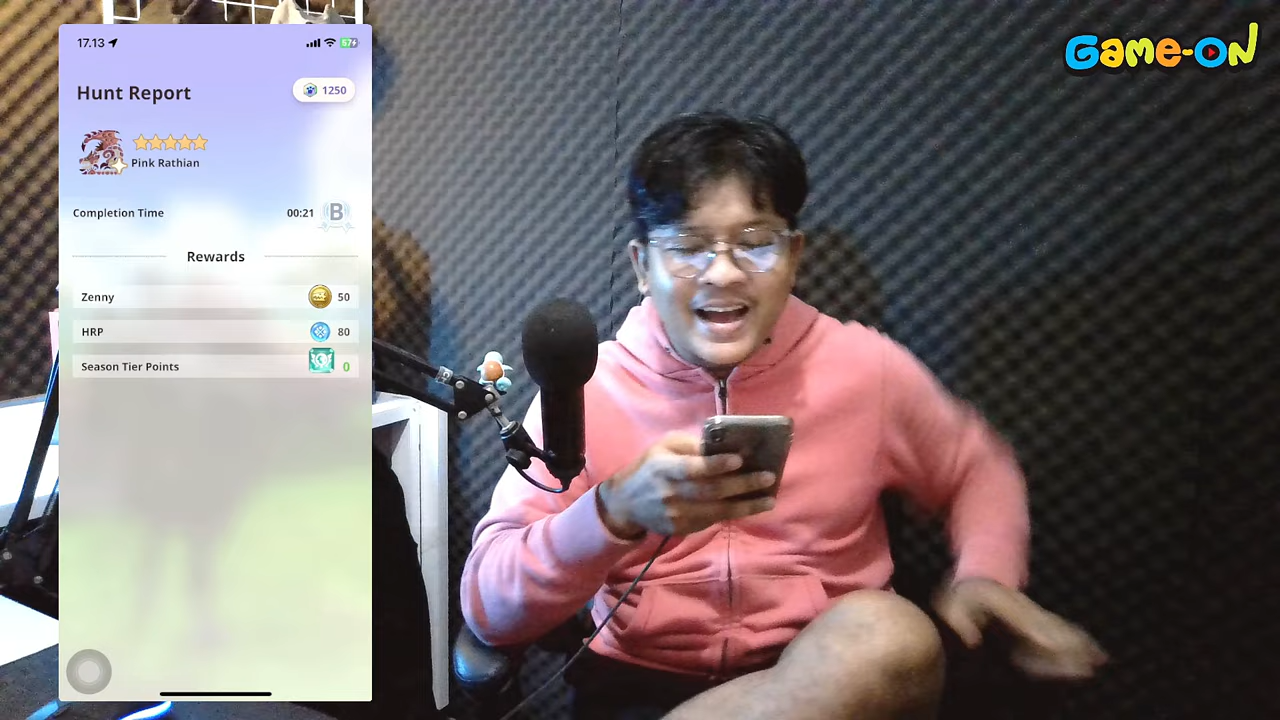 17.13
57
Hunt Report
1250
Pink Rathian
Completion Time
00:21
B
Rewards
Zenny
50
HRP
80
Season Tier Points
0
GAME-ON